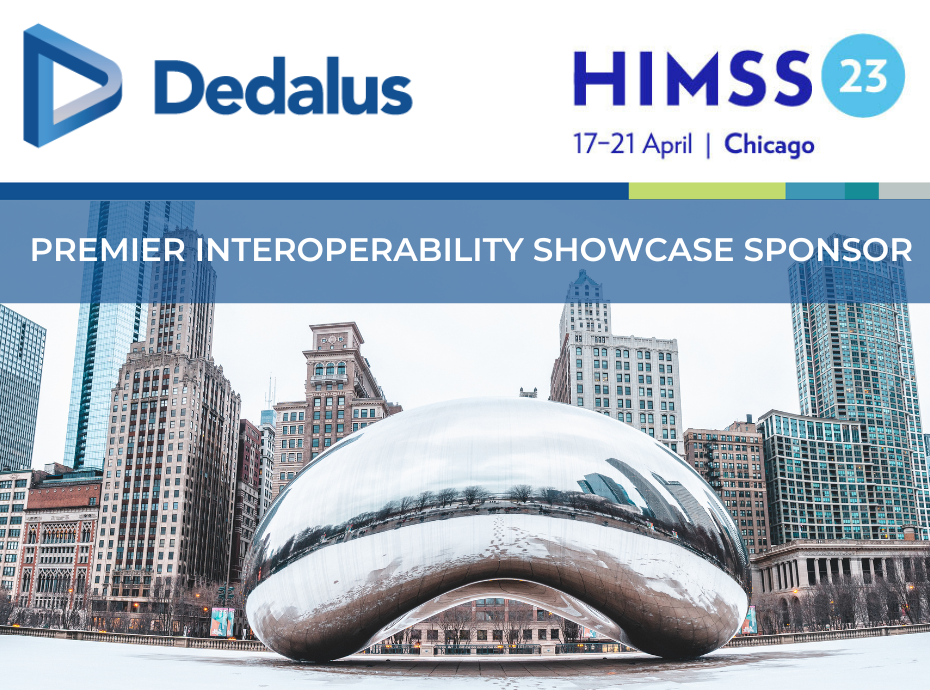 Dedalus
HIMSS 23
17–21 April | Chicago
PREMIER INTEROPERABILITY SHOWCASE SPONSOR